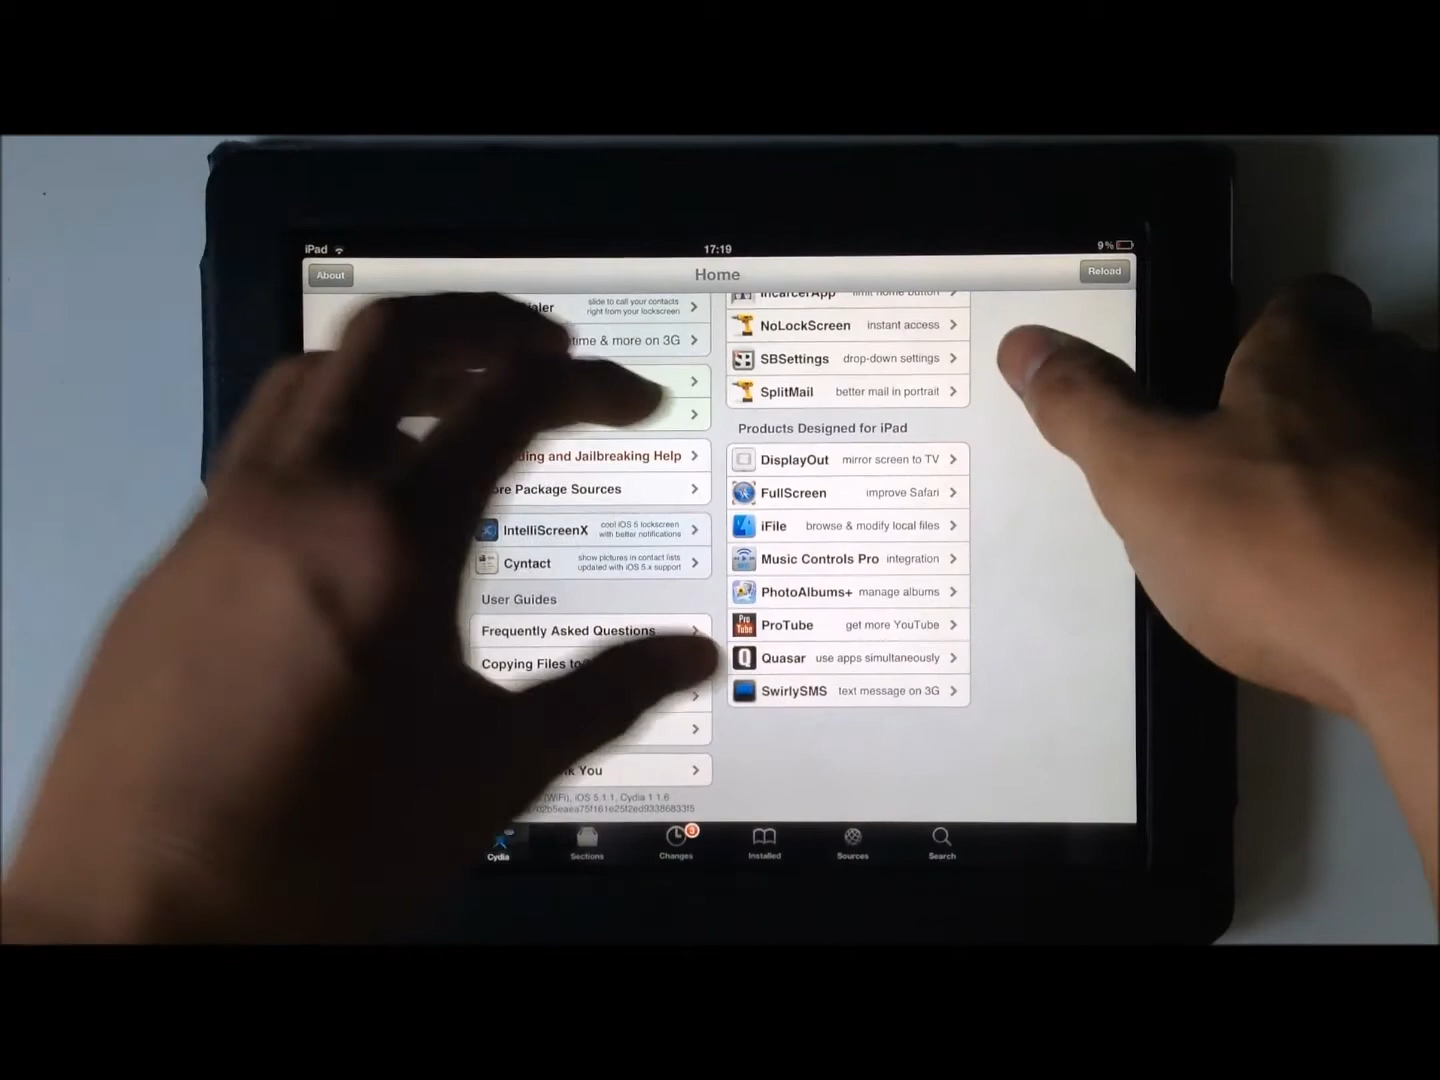 iPad
17:19
9%
About
Home
Reload
slide to call your contacts
right from your lockscreen
& more on 3G
and Jailbreaking Help
Package Sources
IntelliScreenX
cool iOS 5 lockscreen
with better notifications
Cyntact
show pictures in contact lists
updated with iOS 5.x support
User Guides
Frequently Asked Questions
Copying Files
You
(WiFi), iOS 5.1.1, Cydia 1.1.6
IncarcerApp limit home button
NoLockScreen instant access
SBSettings drop-down settings
SplitMail better mail in portrait
Products Designed for iPad
DisplayOut mirror screen to TV
FullScreen improve Safari
iFile browse & modify local files
Music Controls Pro integration
PhotoAlbums+ manage albums
Pro
Tube
ProTube get more YouTube
Quasar use apps simultaneously
SwirlySMS text message on 3G
Cydia
Sections
Changes
Installed
Sources
Search